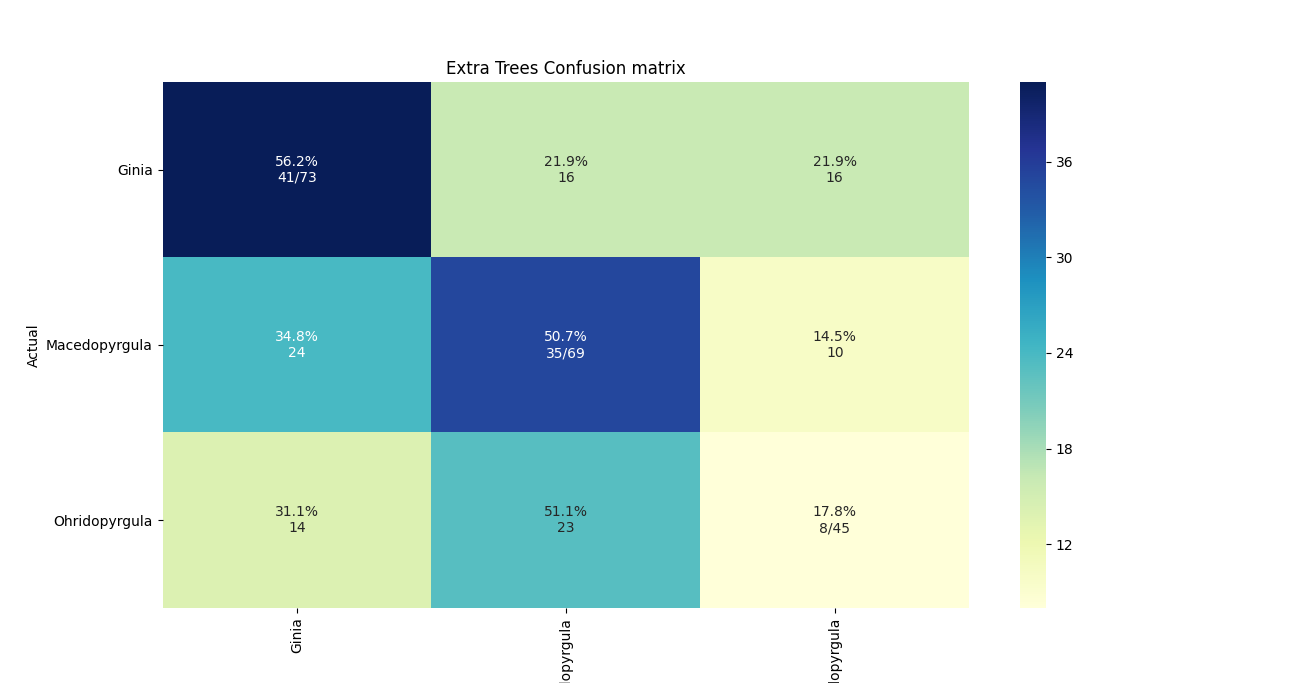 Extra Trees Confusion matrix
Actual
Ginia
56.2%
41/73
21.9%
16
21.9%
16
Macedopyrgula
34.8%
24
50.7%
35/69
14.5%
10
Ohridopyrgula
31.1%
14
51.1%
23
17.8%
8/45
Ginia
dopyrgula
dopyrgula
36
30
24
18
12